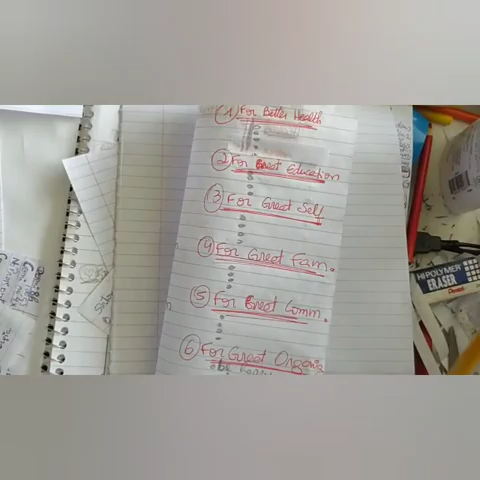 ① For Better Health
② For Great Education
③ For Great Self
④ For Great Fam.
⑤ For Great Comm.
⑥ For Great Organiz
HI-POLYMER
ERASER
Pentel